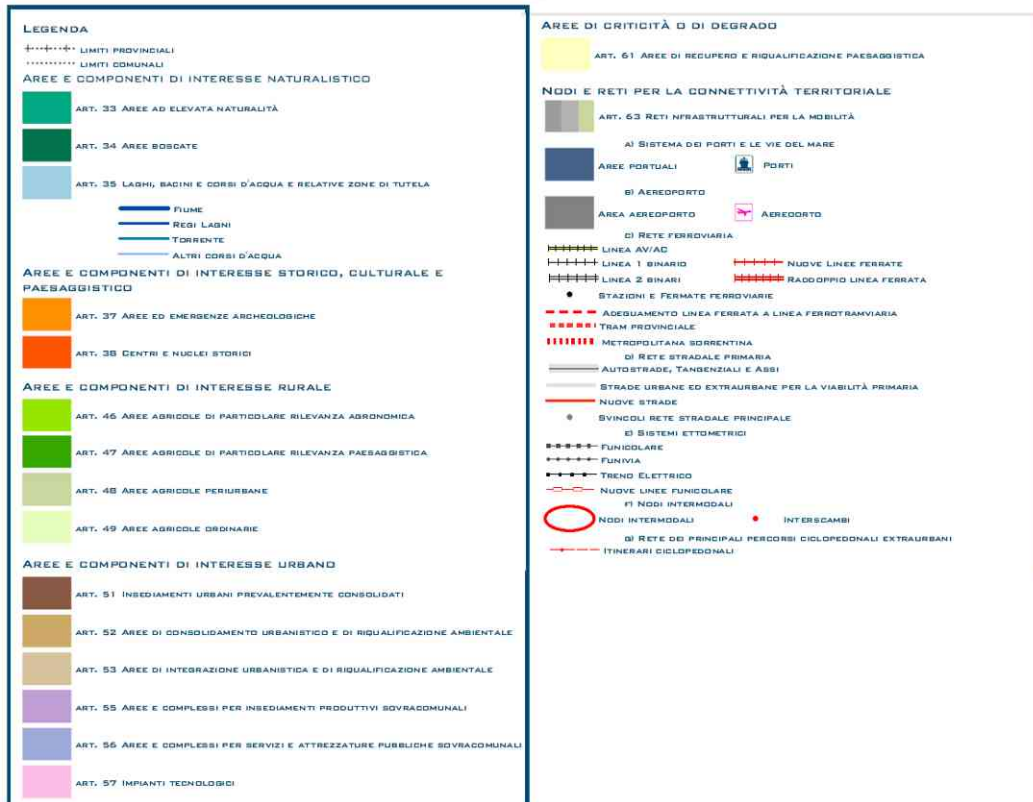 LEGENDA
LIMITI PROVINCIALI
LIMITI COMUNALI
AREE E COMPONENTI DI INTERESSE NATURALISTICO
ART. 33 AREE AD ELEVATA NATURALITÀ
ART. 34 AREE BOSCATE
ART. 35 LAGHI, BACINI E CORSI D'ACQUA E RELATIVE ZONE DI TUTELA
FIUME
REGI LAGNI
TORRENTE
ALTRI CORSI D'ACQUA
AREE E COMPONENTI DI INTERESSE STORICO, CULTURALE E
PAESAGGISTICO
ART. 37 AREE ED EMERGENZE ARCHEOLOGICHE
ART. 38 CENTRI E NUCLEI STORICI
AREE E COMPONENTI DI INTERESSE RURALE
ART. 46 AREE AGRICOLE DI PARTICOLARE RILEVANZA AGRONOMICA
ART. 47 AREE AGRICOLE DI PARTICOLARE RILEVANZA PAESAGGISTICA
ART. 48 AREE AGRICOLE PERIURBANE
ART. 49 AREE AGRICOLE ORDINARIE
AREE E COMPONENTI DI INTERESSE URBANO
ART. 51 INSEDIAMENTI URBANI PREVALENTEMENTE CONSOLIDATI
ART. 52 AREE DI CONSOLIDAMENTO URBANISTICO E DI RIQUALIFICAZIONE AMBIENTALE
ART. 53 AREE DI INTEGRAZIONE URBANISTICA E DI RIQUALIFICAZIONE AMBIENTALE
ART. 55 AREE E COMPLESSI PER INSEDIAMENTI PRODUTTIVI SOVRACOMUNALI
ART. 56 AREE E COMPLESSI PER SERVIZI E ATTREZZATURE PUBBLICHE SOVRACOMUNALI
ART. 57 IMPIANTI TECNOLOGICI
AREE DI CRITICITÀ O DI DEGRADO
ART. 61 AREE DI RECUPERO E RIQUALIFICAZIONE PAESAGGISTICA
NODI E RETI PER LA CONNETTIVITÀ TERRITORIALE
ART. 63 RETI NFRASTRUTTURALI PER LA MOBILITÀ
A) SISTEMA DEI PORTI E LE VIE DEL MARE
AREE PORTUALI PORTI
B) AEREOPORTO
AREA AEREOPORTO AEREOORTO
C) RETE FERROVIARIA
LINEA AV/AC
LINEA 1 BINARIO NUOVE LINEE FERRATE
LINEA 2 BINARI RADDOPPIO LINEA FERRATA
STAZIONI E FERMATE FERROVIARIE
ADEGUAMENTO LINEA FERRATA A LINEA FERROTRAMVIARIA
TRAM PROVINCIALE
METROPOLITANA SORRENTINA
D) RETE STRADALE PRIMARIA
AUTOSTRADE, TANGENZIALI E ASSI
STRADE URBANE ED EXTRAURBANE PER LA VIABILITÀ PRIMARIA
NUOVE STRADE
SVINCOLI RETE STRADALE PRINCIPALE
E) SISTEMI ETTOMETRICI
FUNICOLARE
FUNIVIA
TRENO ELETTRICO
NUOVE LINEE FUNICOLARE
F) NODI INTERMODALI
NODI INTERMODALI INTERSCAMBI
G) RETE DEI PRINCIPALI PERCORSI CICLOPEDONALI EXTRAURBANI
ITINERARI CICLOPEDONALI